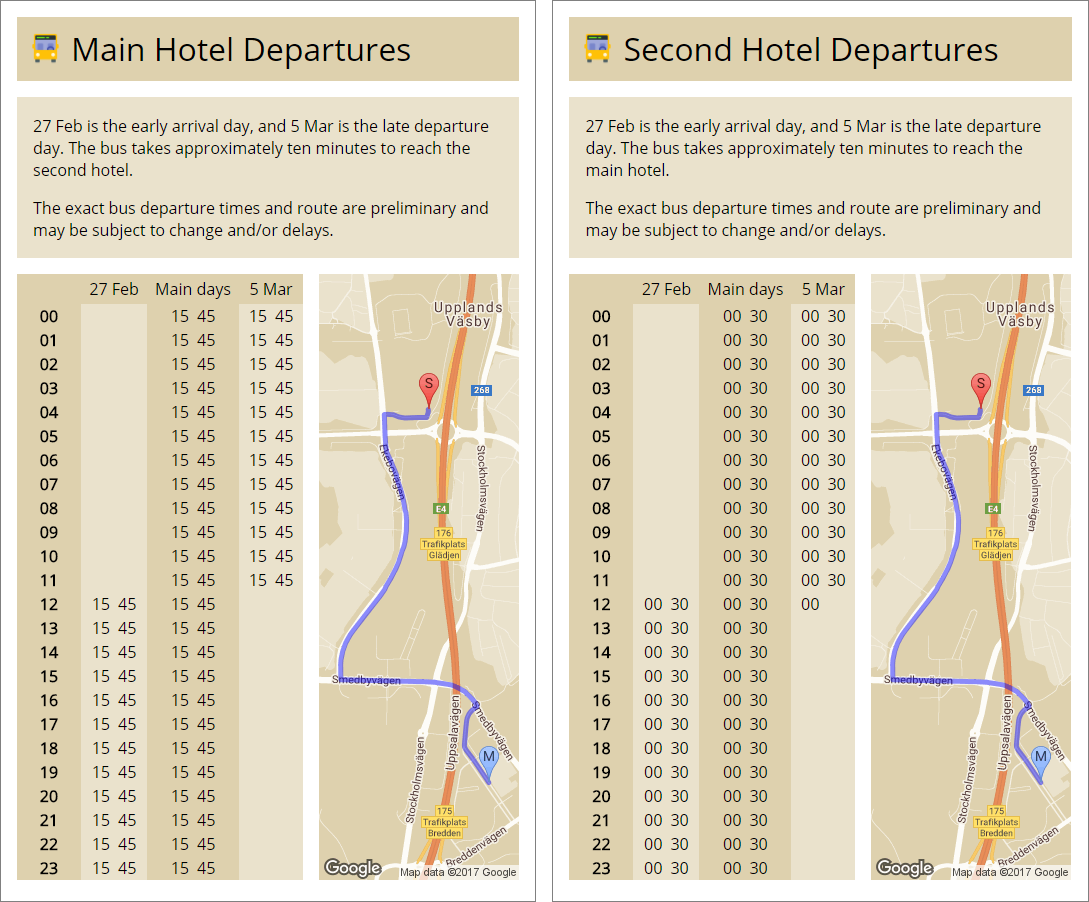 Main Hotel Departures
27 Feb is the early arrival day, and 5 Mar is the late departure
day. The bus takes approximately ten minutes to reach the
second hotel.
The exact bus departure times and route are preliminary and
may be subject to change and/or delays.
27 Feb Main days 5 Mar
00 15 45 15 45
01 15 45 15 45
02 15 45 15 45
03 15 45 15 45
04 15 45 15 45
05 15 45 15 45
06 15 45 15 45
07 15 45 15 45
08 15 45 15 45
09 15 45 15 45
10 15 45 15 45
11 15 45 15 45
12 15 45 15 45
13 15 45 15 45
14 15 45 15 45
15 15 45 15 45
16 15 45 15 45
17 15 45 15 45
18 15 45 15 45
19 15 45 15 45
20 15 45 15 45
21 15 45 15 45
22 15 45 15 45
23 15 45 15 45
Upplands
Väsby
S
268
Ekebovägen
Stockholmsvägen
E4
176
Trafikplats
Glädjen
Smedbyvägen
Smedbyvägen
Uppsalavägen
M
Stockholmsvägen
175
Trafikplats
Bredden
Breddenvägen
Google
Map data ©2017 Google
Second Hotel Departures
27 Feb is the early arrival day, and 5 Mar is the late departure
day. The bus takes approximately ten minutes to reach the
main hotel.
The exact bus departure times and route are preliminary and
may be subject to change and/or delays.
27 Feb Main days 5 Mar
00 00 30 00 30
01 00 30 00 30
02 00 30 00 30
03 00 30 00 30
04 00 30 00 30
05 00 30 00 30
06 00 30 00 30
07 00 30 00 30
08 00 30 00 30
09 00 30 00 30
10 00 30 00 30
11 00 30 00 30
12 00 30 00 30 00
13 00 30 00 30
14 00 30 00 30
15 00 30 00 30
16 00 30 00 30
17 00 30 00 30
18 00 30 00 30
19 00 30 00 30
20 00 30 00 30
21 00 30 00 30
22 00 30 00 30
23 00 30 00 30
Upplands
Väsby
S
268
Ekebovägen
Stockholmsvägen
E4
176
Trafikplats
Glädjen
Smedbyvägen
Smedbyvägen
Uppsalavägen
M
Stockholmsvägen
175
Trafikplats
Bredden
Breddenvägen
Google
Map data ©2017 Google